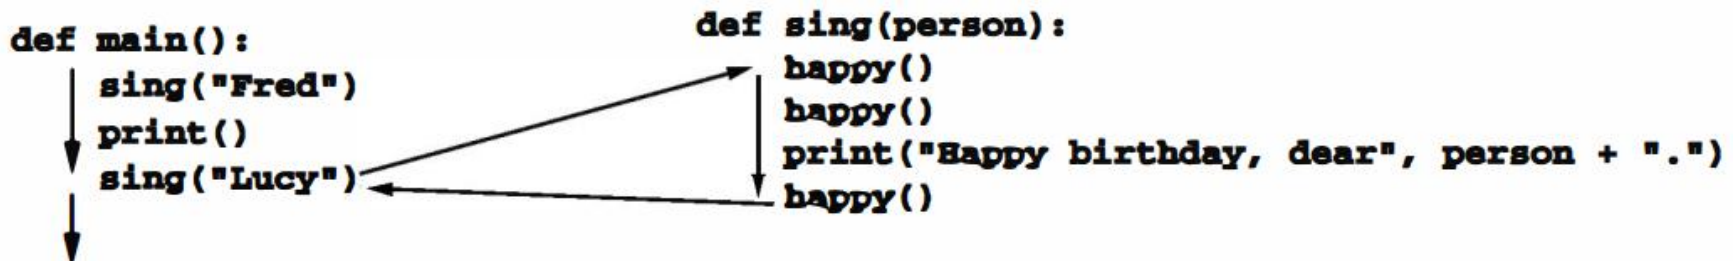 def main():
sing("Fred")
print()
sing("Lucy")
def sing(person):
happy()
happy()
print("Happy birthday, dear", person + ".")
happy()